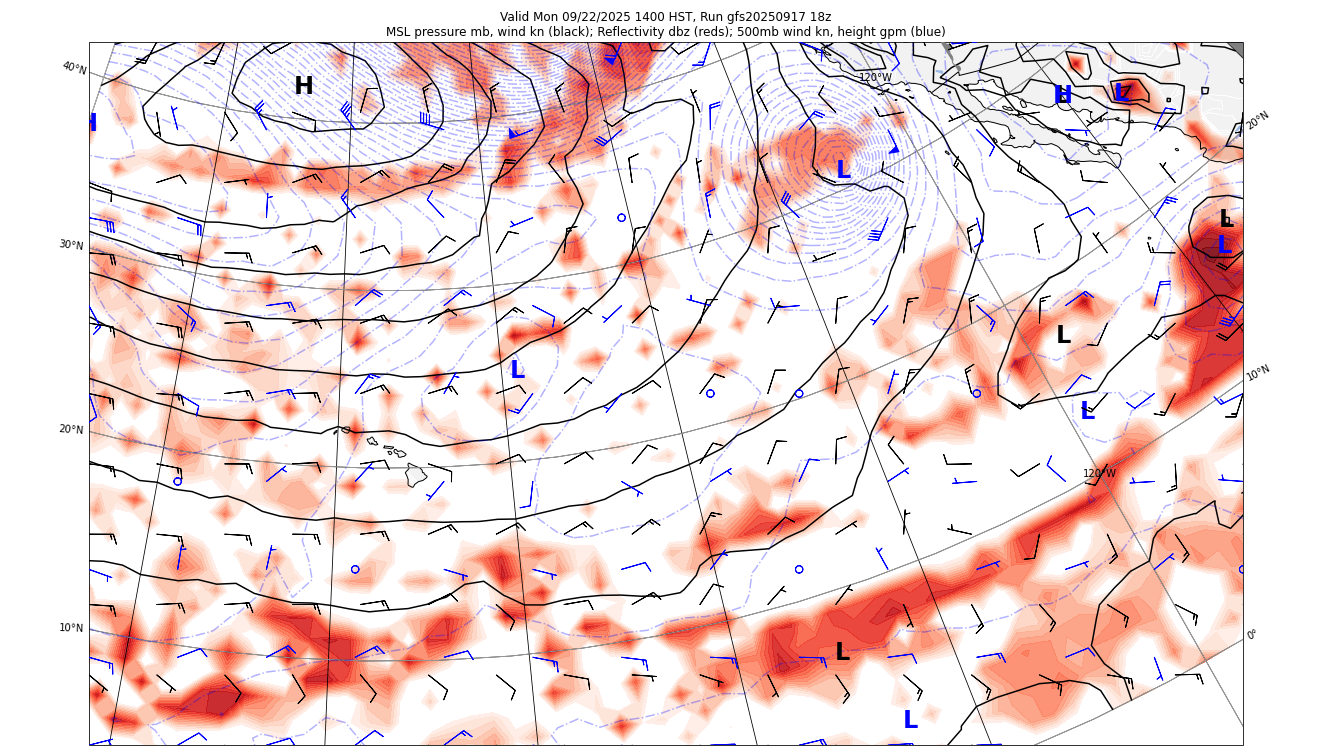 Valid Mon 09/22/2025 1400 HST, Run gfs20250917 18z
MSL pressure mb, wind kn (black); Reflectivity dbz (reds); 500mb wind kn, height gpm (blue)
40°N
120°W
20°N
H
H
L
H
L
30°N
L
L
L
L
10°N
20°N
L
120°W
10°N
0°
L
L